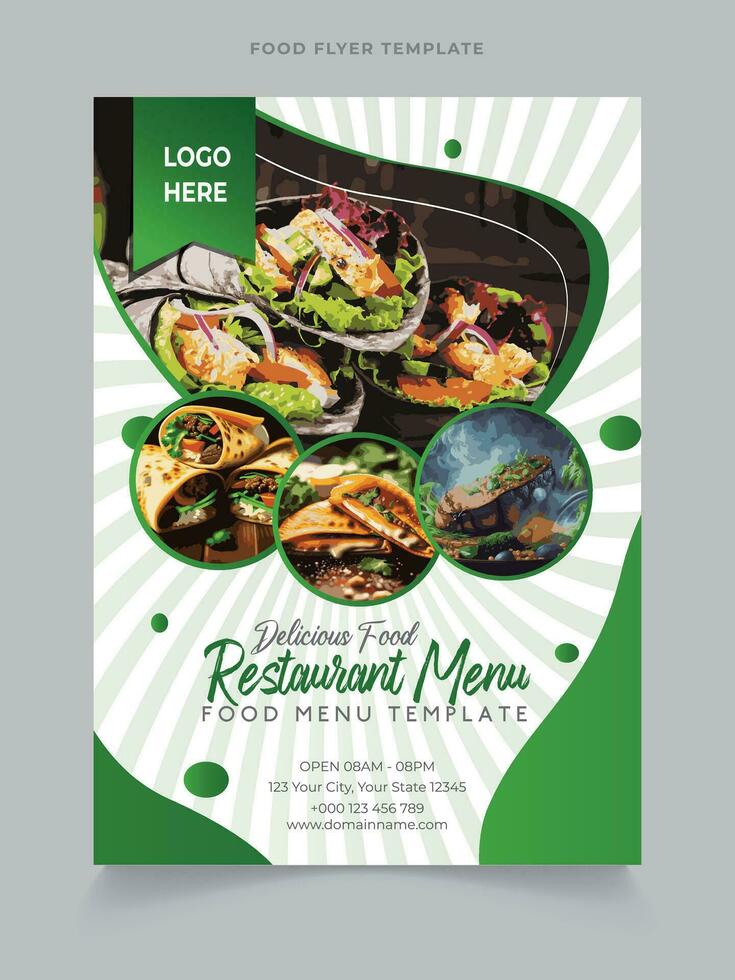 FOOD FLYER TEMPLATE
LOGO
HERE
Delicious Food
Restaurant Menu
FOOD MENU TEMPLATE
OPEN 08AM - 08PM
123 Your City, Your State 12345
+000 123 456 789
www.domainname.com